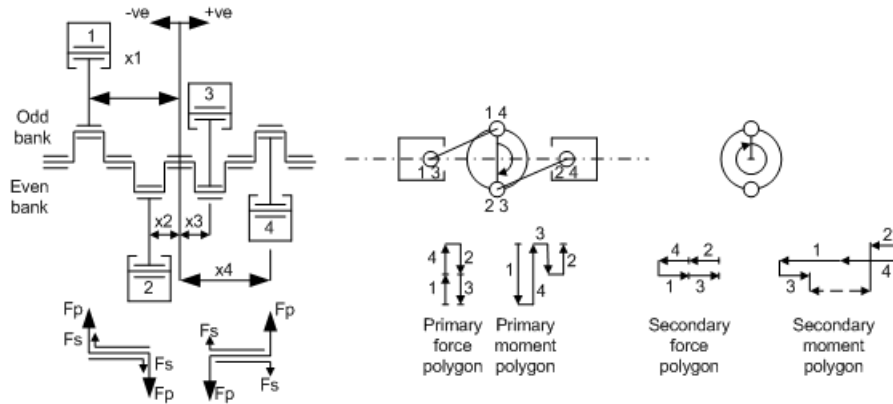 -ve +ve
1
x1
3
Odd
bank
Even
bank
x2 x3
4
x4
2
Fp
Fs
Fs
Fp
Fs
Fp
Fs
Fp
1 4
1 3
2 4
2 3
4 2
1 3
3
1 2
4
4 2
1 3
1 2
4
3
Primary
force
polygon
Primary
moment
polygon
Secondary
force
polygon
Secondary
moment
polygon